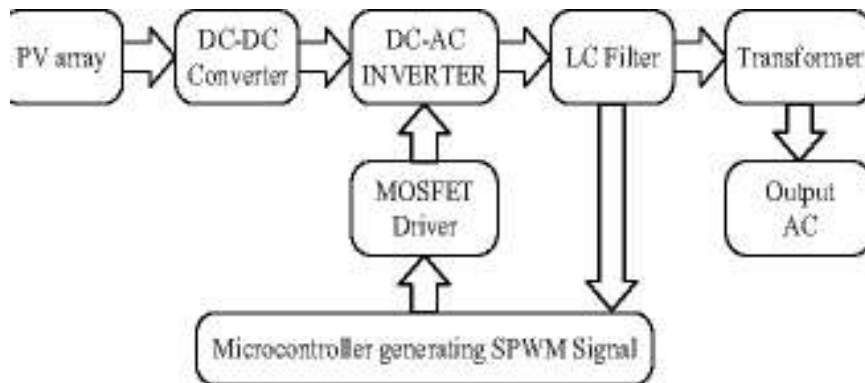 PV array
DC-DC
Converter
DC-AC
INVERTER
LC Filter
Transformer
MOSFET
Driver
Output
AC
Microcontroller generating SPWM Signal